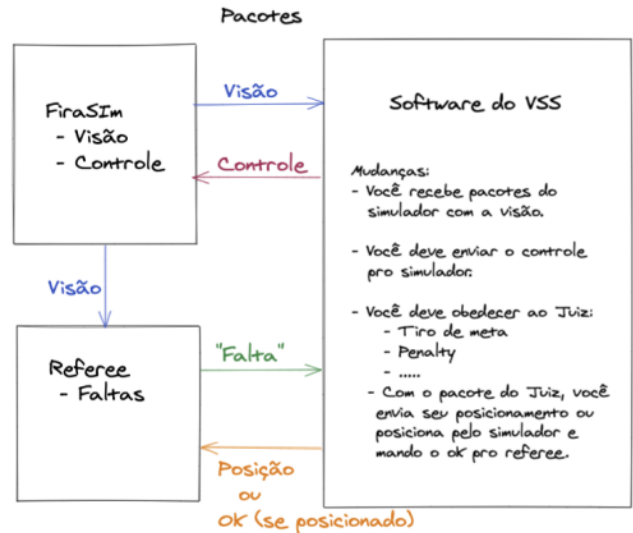 Pacotes
FiraSIm
- Visão
- Controle
Visão
Controle
Software do VSS
Mudanças:
- Você recebe pacotes do
simulador com a visão.
- Você deve enviar o controle
pro simulador.
- Você deve obedecer ao Juiz:
- Tiro de meta
- Penalty
- .....
- Com o pacote do Juiz, você
envia seu posicionamento ou
posiciona pelo simulador e
mando o ok pro referee.
Visão
Referee
- Faltas
"Falta"
Posição
ou
OK (se posicionado)